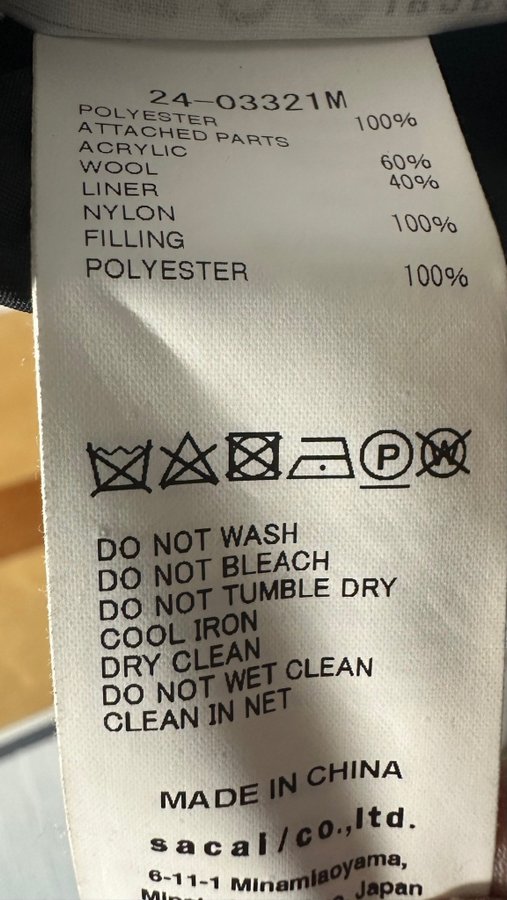 24-03321M
POLYESTER 100%
ATTACHED PARTS
ACRYLIC 60%
WOOL 40%
LINER
NYLON 100%
FILLING
POLYESTER 100%
P W
DO NOT WASH
DO NOT BLEACH
DO NOT TUMBLE DRY
COOL IRON
DRY CLEAN
DO NOT WET CLEAN
CLEAN IN NET
MADE IN CHINA
sacai/co.,ltd.
6-11-1 Minamiaoyama,
Japan